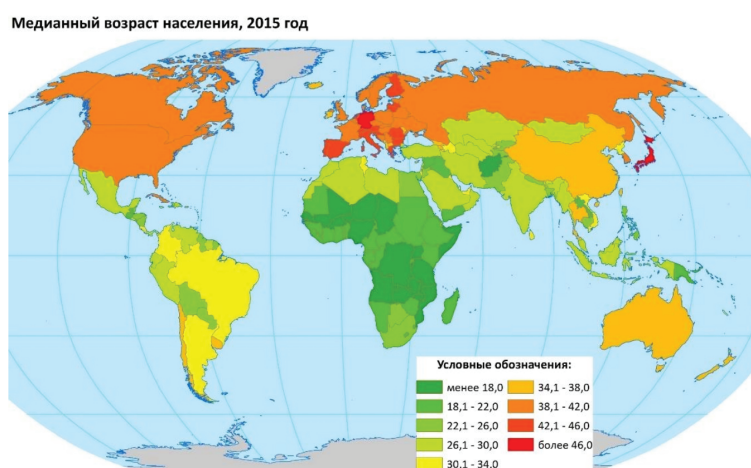 Медианный возраст населения, 2015 год
Условные обозначения:
менее 18,0
18,1 - 22,0
22,1 - 26,0
26,1 - 30,0
30,1 - 34,0
34,1 - 38,0
38,1 - 42,0
42,1 - 46,0
более 46,0